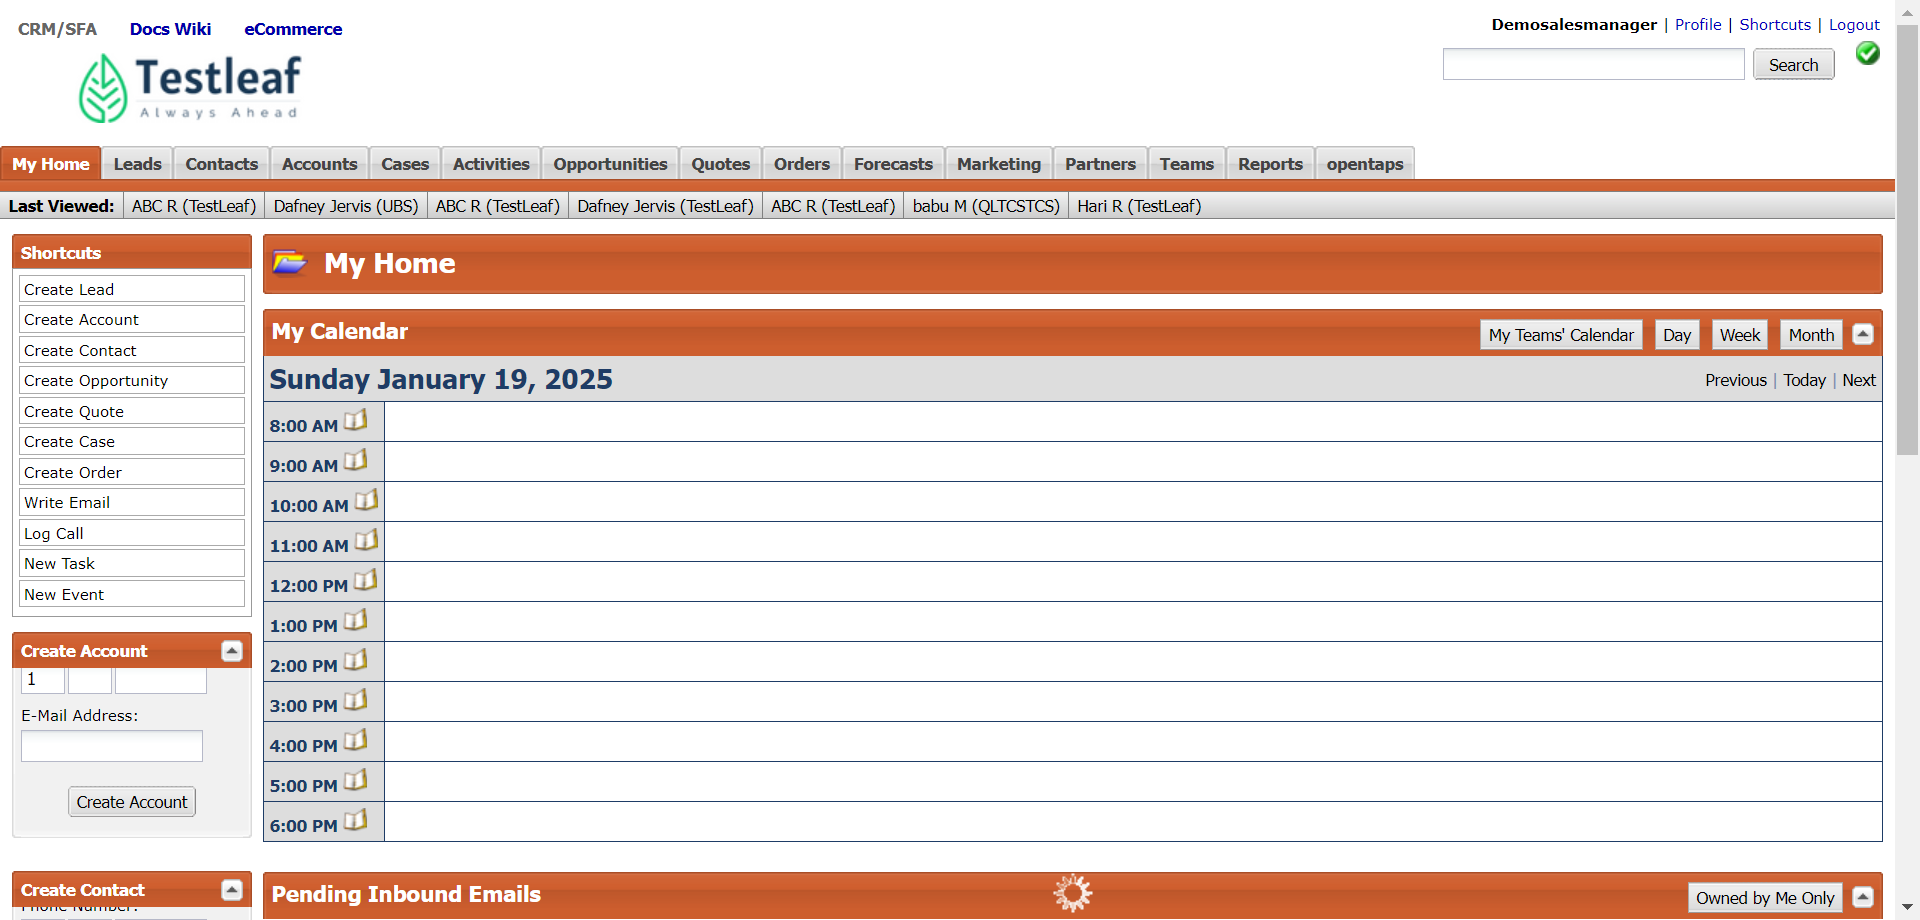 CRM/SFA Docs Wiki eCommerce
Demosalesmanager | Profile | Shortcuts | Logout
Search
Testleaf
Always Ahead
My Home Leads Contacts Accounts Cases Activities Opportunities Quotes Orders Forecasts Marketing Partners Teams Reports opentaps
Last Viewed: ABC R (TestLeaf) Dafney Jervis (UBS) ABC R (TestLeaf) Dafney Jervis (TestLeaf) ABC R (TestLeaf) babu M (QLTCSTCS) Hari R (TestLeaf)
Shortcuts
Create Lead
Create Account
Create Contact
Create Opportunity
Create Quote
Create Case
Create Order
Write Email
Log Call
New Task
New Event
Create Account
1
E-Mail Address:
Create Account
Create Contact
Phone Number:
My Home
My Calendar
My Teams' Calendar Day Week Month
Sunday January 19, 2025
Previous | Today | Next
8:00 AM
9:00 AM
10:00 AM
11:00 AM
12:00 PM
1:00 PM
2:00 PM
3:00 PM
4:00 PM
5:00 PM
6:00 PM
Pending Inbound Emails
Owned by Me Only